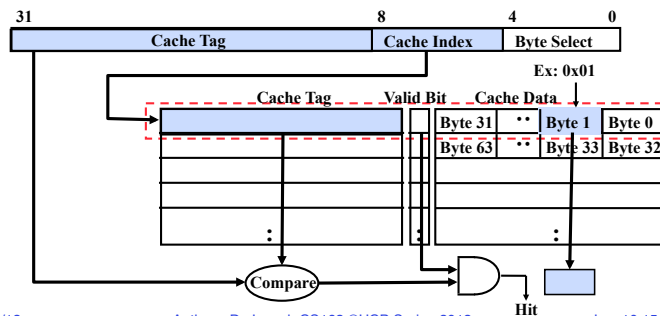 31 8 4 0
Cache Tag Cache Index Byte Select
Ex: 0x01
Cache Tag Valid Bit Cache Data
Byte 31 : Byte 1 Byte 0
Byte 63 : Byte 33 Byte 32
: : :
Compare
Hit